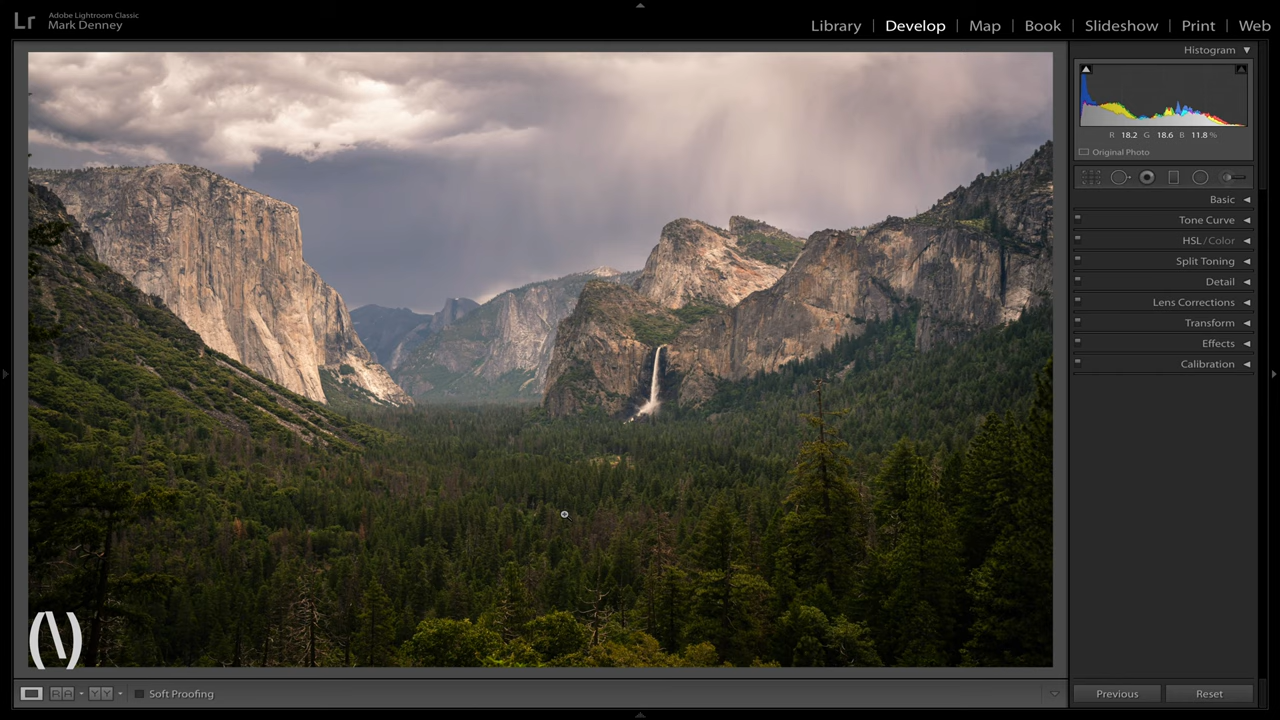 Lr
Adobe Lightroom Classic
Mark Denney
Library | Develop | Map | Book | Slideshow | Print | Web
Histogram
R 18.2 G 18.6 B 11.8 %
Original Photo
Basic
Tone Curve
HSL / Color
Split Toning
Detail
Lens Corrections
Transform
Effects
Calibration
(\)
RA YY Soft Proofing
Previous Reset